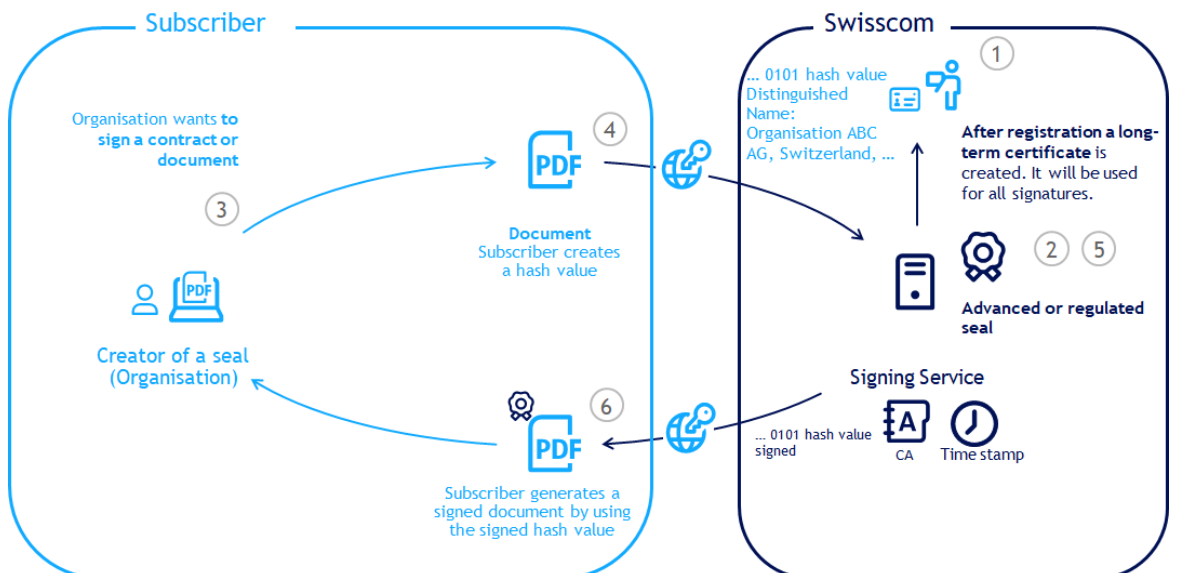 Subscriber
Swisscom
1
... 0101 hash value
Distinguished
Name:
Organisation ABC
AG, Switzerland, ...
After registration a long-
term certificate is
created. It will be used
for all signatures.
Organisation wants to
sign a contract or
document
3
4
PDF
Document
Subscriber creates
a hash value
2
5
Advanced or regulated
seal
PDF
Creator of a seal
(Organisation)
Signing Service
A
CA
Time stamp
... 0101 hash value
signed
6
PDF
Subscriber generates a
signed document by using
the signed hash value